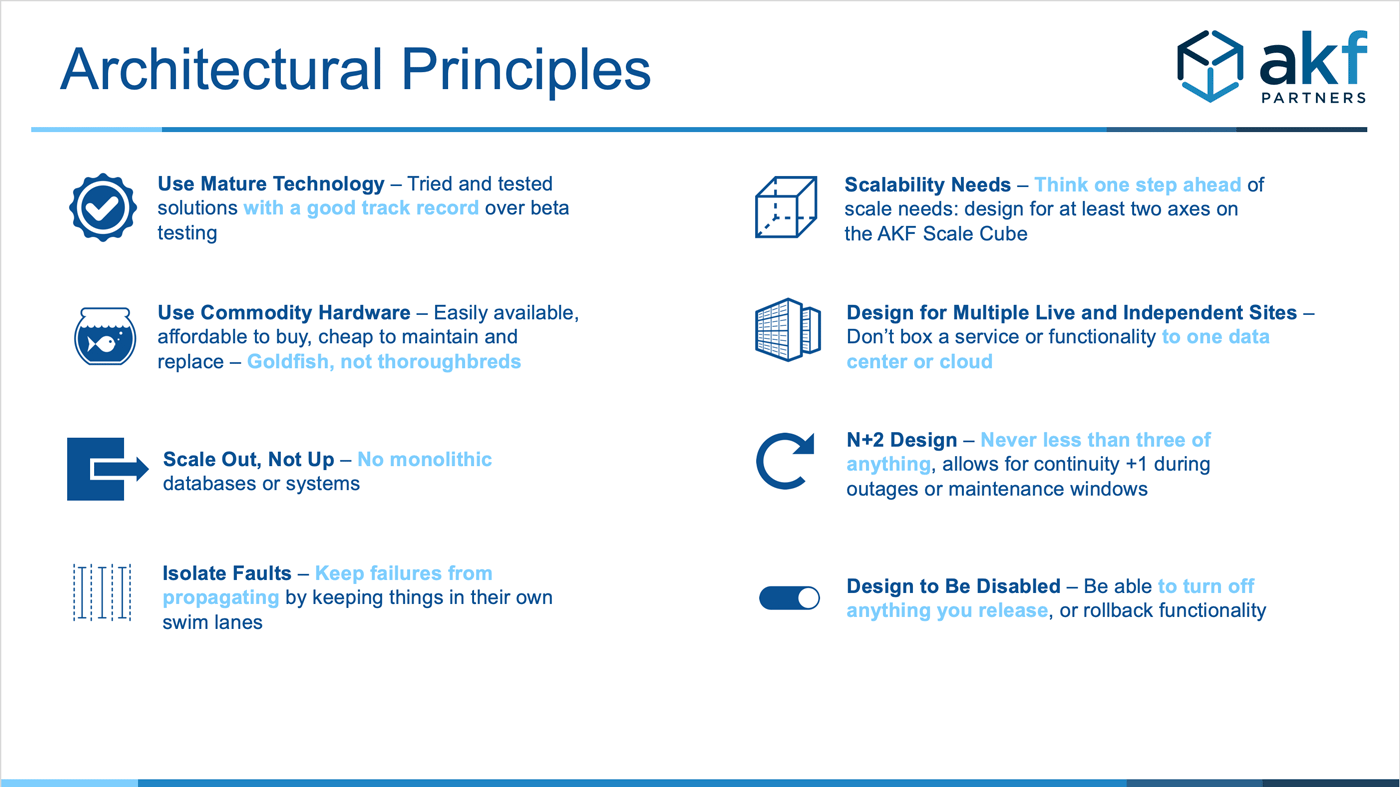 Architectural Principles
akf
PARTNERS
Use Mature Technology – Tried and tested
solutions with a good track record over beta
testing
Use Commodity Hardware – Easily available,
affordable to buy, cheap to maintain and
replace – Goldfish, not thoroughbreds
Scale Out, Not Up – No monolithic
databases or systems
Isolate Faults – Keep failures from
propagating by keeping things in their own
swim lanes
Scalability Needs – Think one step ahead of
scale needs: design for at least two axes on
the AKF Scale Cube
Design for Multiple Live and Independent Sites –
Don’t box a service or functionality to one data
center or cloud
N+2 Design – Never less than three of
anything, allows for continuity +1 during
outages or maintenance windows
Design to Be Disabled – Be able to turn off
anything you release, or rollback functionality